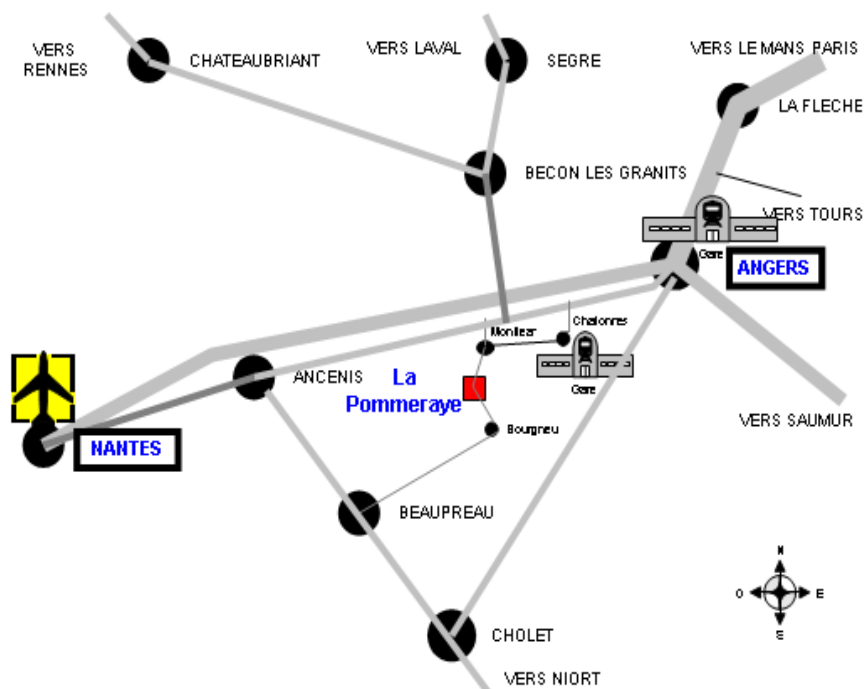 VERS
RENNES
CHATEAUBRIANT
VERS LAVAL
SEGRE
VERS LE MANS PARIS
LA FLECHE
BECON LES GRANITS
VERS TOURS
Gare
ANGERS
Chalonnes
Montjean
ANCENIS
La
Pommeraye
Gare
VERS SAUMUR
Bourgneu
NANTES
BEAUPREAU
N
O
E
S
CHOLET
VERS NIORT